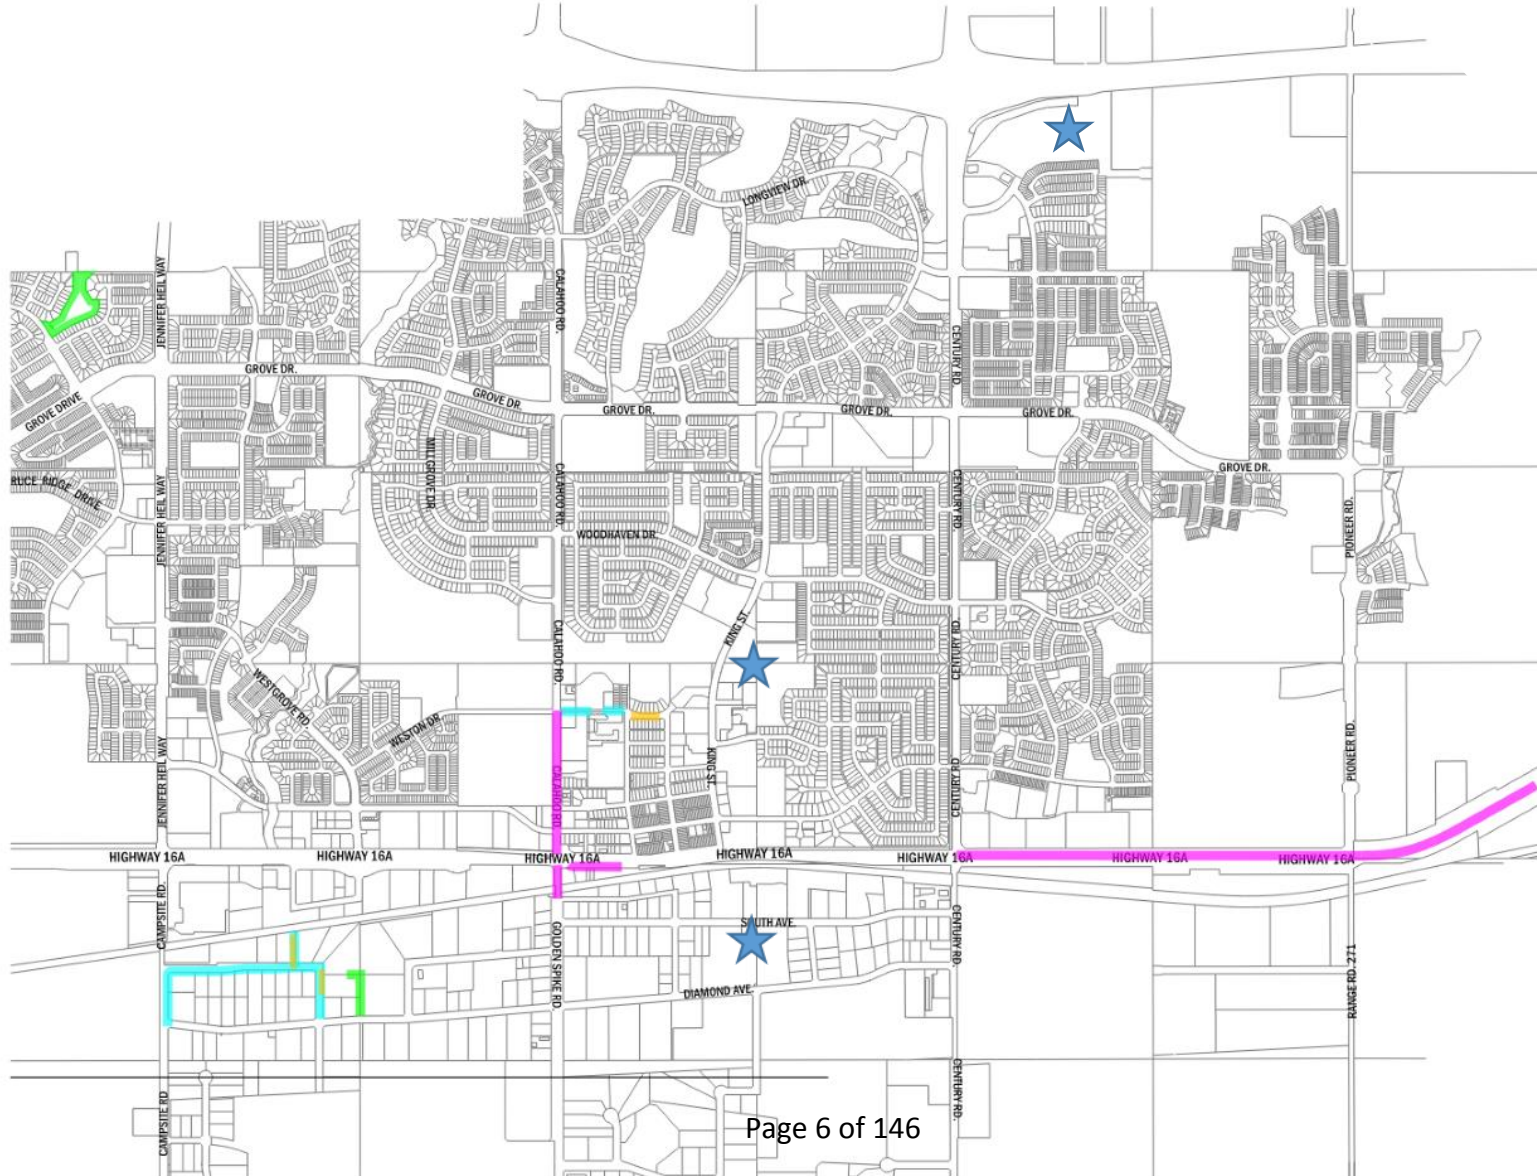 LONGVIEW DR.
JENNIFER HEIL WAY
CALAHOO RD.
CENTURY RD.
GROVE DR.
GROVE DRIVE
GROVE DR.
GROVE DR.
GROVE DR.
GROVE DR.
GROVE DR.
MILLGROVE DR.
RUCE RIDGE DRIVE
JENNIFER HEIL WAY
CALAHOO RD.
CENTURY RD.
PIONEER RD.
WOODHAVEN DR.
KING ST.
CALAHOO RD.
CENTURY RD.
WESTGROVE RD.
WESTON DR.
JENNIFER HEIL WAY
CALAHOO RD.
KING ST.
CENTURY RD
PIONEER RD.
HIGHWAY 16A
HIGHWAY 16A
HIGHWAY 16A
HIGHWAY 16A
HIGHWAY 16A
HIGHWAY 16A
HIGHWAY 16A
CAMPSITE RD.
GOLDEN SPIKE RD.
SOUTH AVE.
CENTURY RD.
RANGE RD. 271
DIAMOND AVE.
CAMPSITE RD
CENTURY RD.
Page 6 of 146